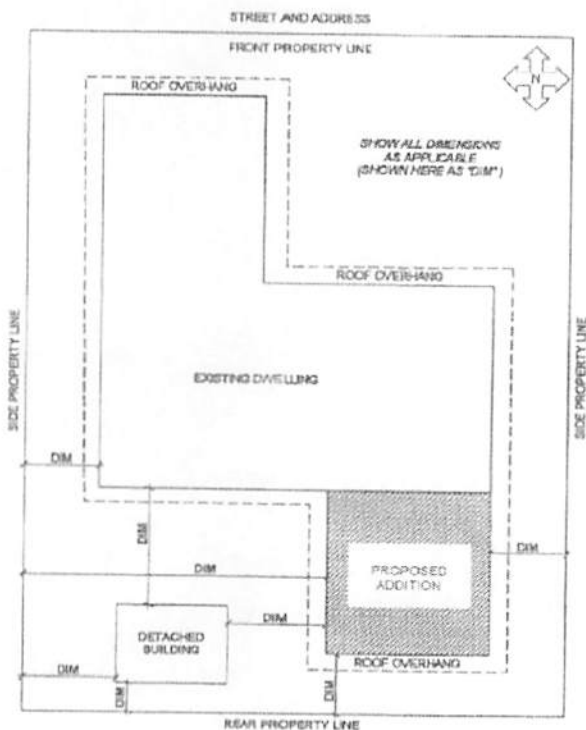 STREET AND ADDRESS
FRONT PROPERTY LINE
N
ROOF OVERHANG
SHOW ALL DIMENSIONS
AS APPLICABLE
(SHOWN HERE AS "DIM")
ROOF OVERHANG
SIDE PROPERTY LINE
SIDE PROPERTY LINE
EXISTING DWELLING
DIM
DIM
DIM
DIM
PROPOSED
ADDITION
DIM
DETACHED
BUILDING
DIM
ROOF OVERHANG
DIM
DIM
REAR PROPERTY LINE